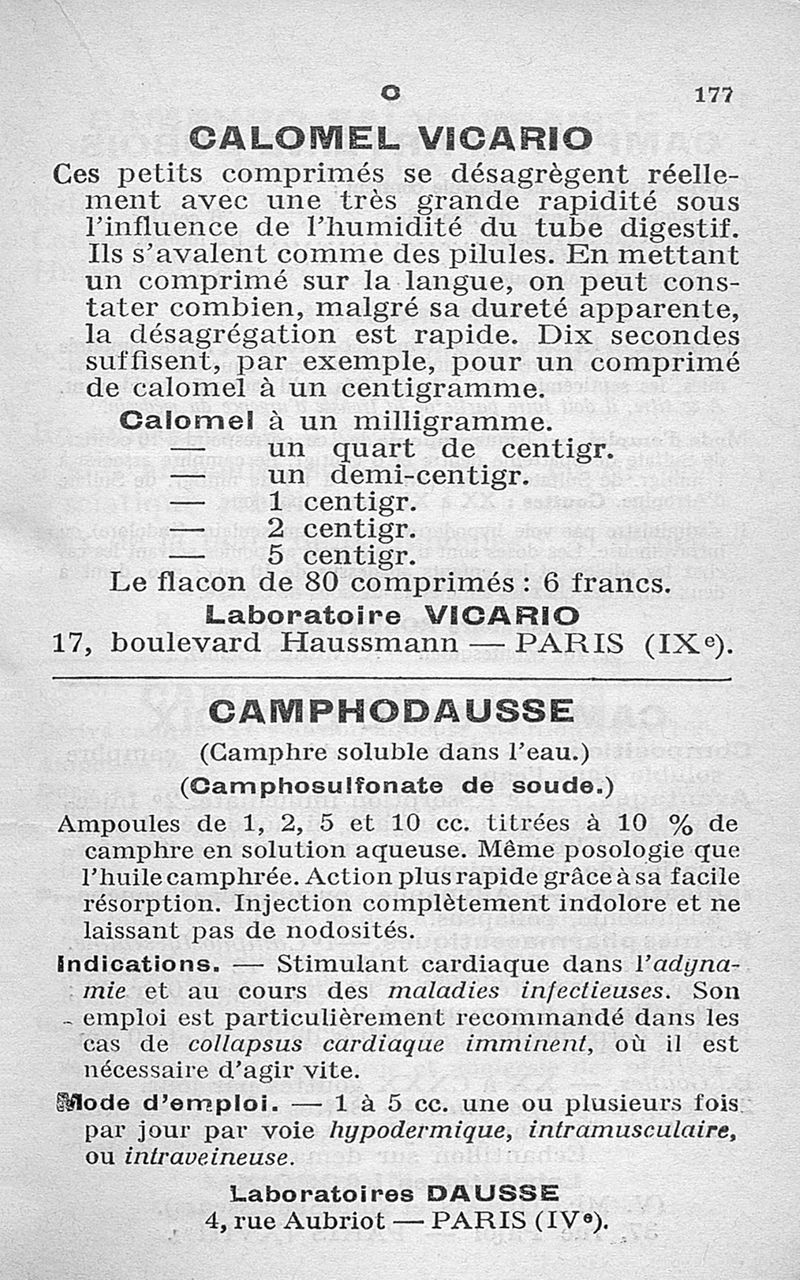 C 177
CALOMEL VICARIO
Ces petits comprimés se désagrègent réelle-
ment avec une très grande rapidité sous
l'influence de l'humidité du tube digestif.
Ils s'avalent comme des pilules. En mettant
un comprimé sur la langue, on peut cons-
tater combien, malgré sa dureté apparente,
la désagrégation est rapide. Dix secondes
suffisent, par exemple, pour un comprimé
de calomel à un centigramme.
Calomel à un milligramme.
— un quart de centigr.
— un demi-centigr.
— 1 centigr.
— 2 centigr.
5 centigr.
Le flacon de 80 comprimés : 6 francs.
Laboratoire VICARIO
17, boulevard Haussmann — PARIS (IXe).
CAMPHODAUSSE
(Camphre soluble dans l'eau.)
(Camphosulfonate de soude.)
Ampoules de 1, 2, 5 et 10 cc. titrées à 10 % de
camphre en solution aqueuse. Même posologie que
l'huile camphrée. Action plus rapide grâce à sa facile
résorption. Injection complètement indolore et ne
laissant pas de nodosités.
Indications. — Stimulant cardiaque dans l'adyna-
mie et au cours des maladies infectieuses. Son
emploi est particulièrement recommandé dans les
cas de collapsus cardiaque imminent, où il est
nécessaire d'agir vite.
Mode d'emploi. — 1 à 5 cc. une ou plusieurs fois
par jour par voie hypodermique, intramusculaire,
ou intraveineuse.
Laboratoires DAUSSE
4, rue Aubriot — PARIS (IVe).